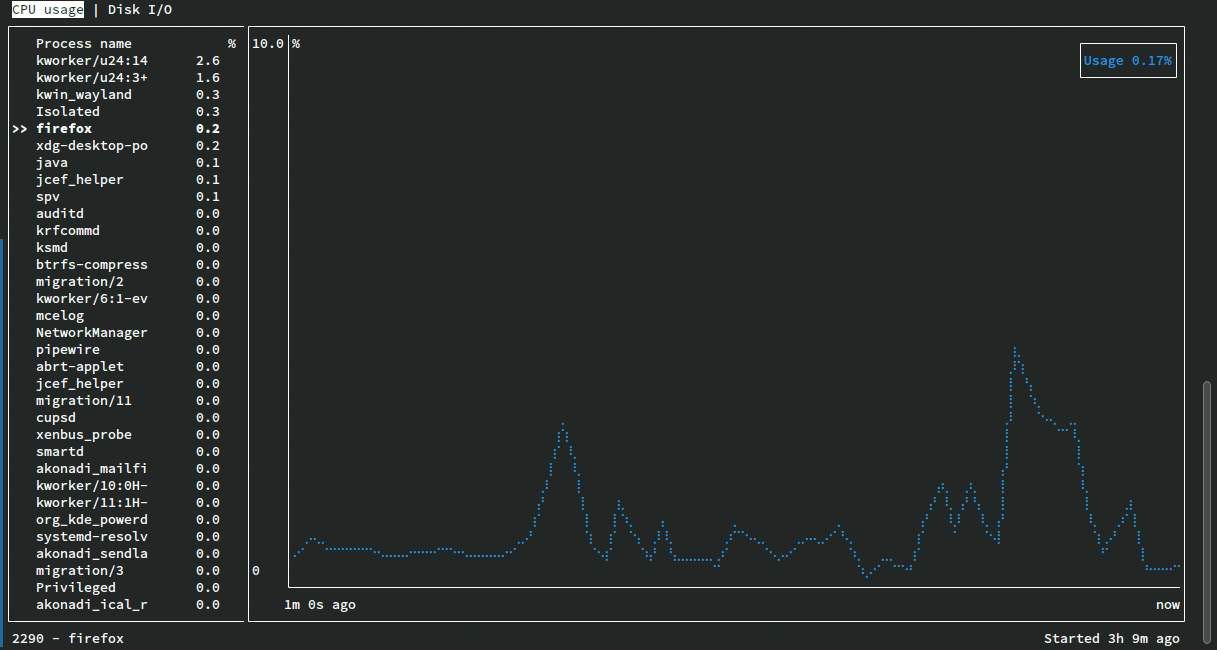 CPU usage | Disk I/O
Process name %
kworker/u24:14 2.6
kworker/u24:3+ 1.6
kwin_wayland 0.3
Isolated 0.3
>> firefox 0.2
xdg-desktop-po 0.2
java 0.1
jcef_helper 0.1
spv 0.1
auditd 0.0
krfcommd 0.0
ksmd 0.0
btrfs-compress 0.0
migration/2 0.0
kworker/6:1-ev 0.0
mcelog 0.0
NetworkManager 0.0
pipewire 0.0
abrt-applet 0.0
jcef_helper 0.0
migration/11 0.0
cupsd 0.0
xenbus_probe 0.0
smartd 0.0
akonadi_mailfi 0.0
kworker/10:0H- 0.0
kworker/11:1H- 0.0
org_kde_powerd 0.0
systemd-resolv 0.0
akonadi_sendla 0.0
migration/3 0.0
Privileged 0.0
akonadi_ical_r 0.0
10.0 %
Usage 0.17%
0
1m 0s ago now
2290 - firefox Started 3h 9m ago